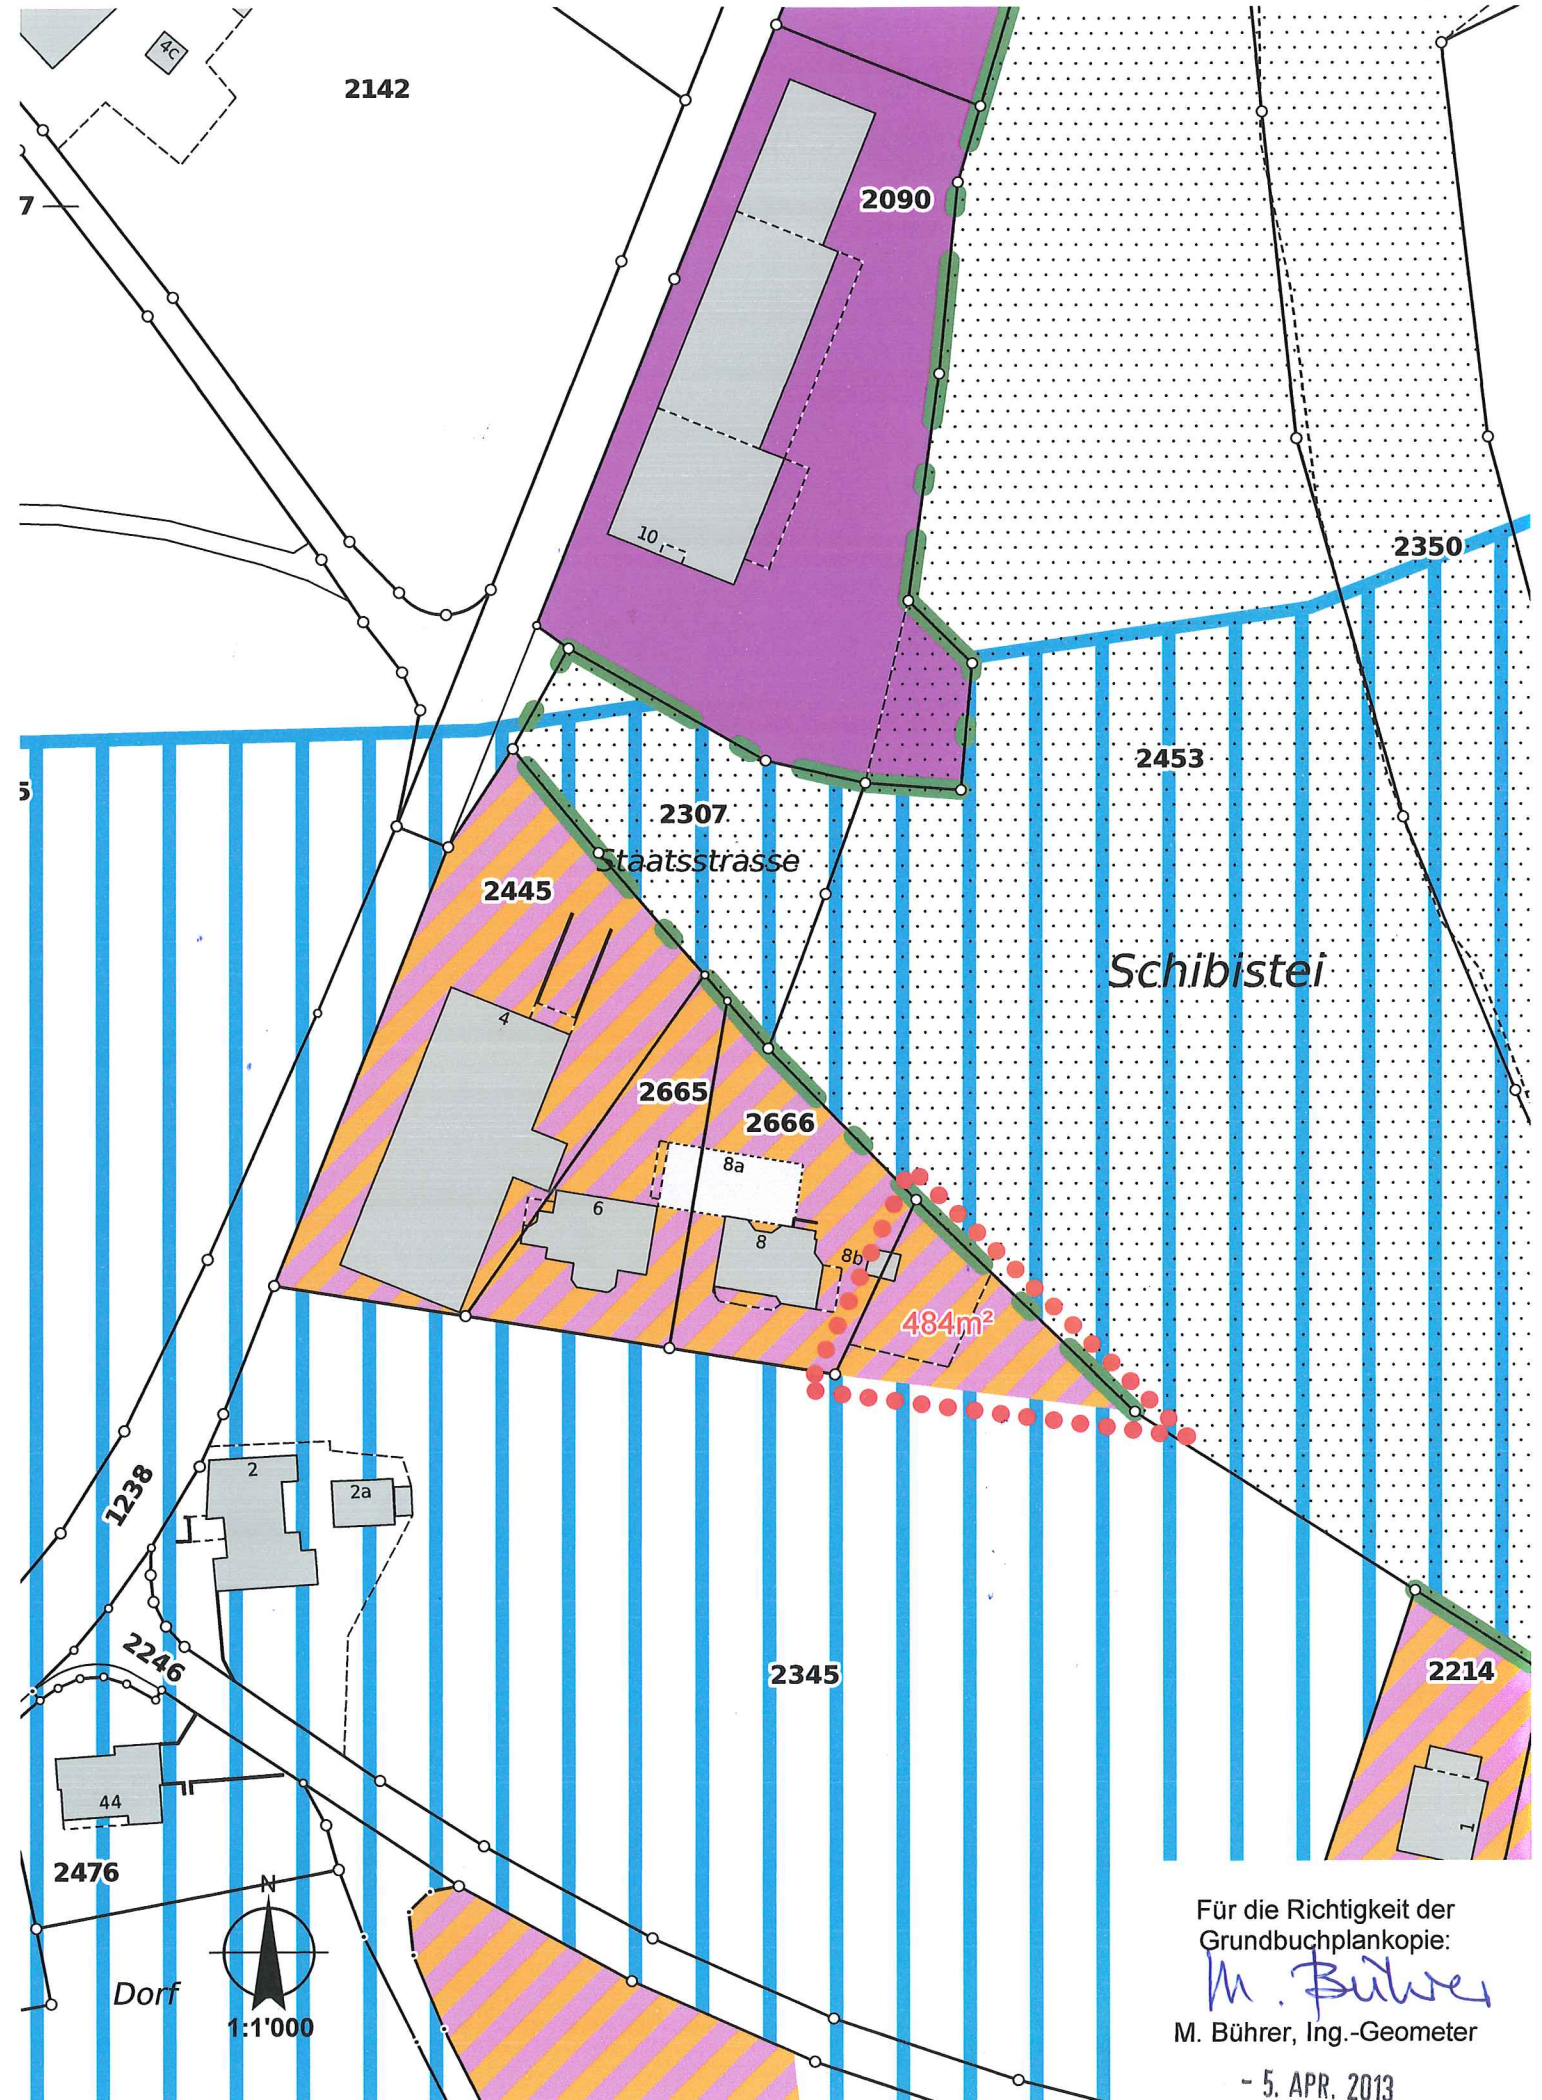 4c
2142
7
2090
10
2350
5
2453
2307
Staatsstrasse
2445
Schibistei
4
2665
2666
8a
6
8
8b
484m²
2
2a
1238
2246
2345
2214
44
1
2476
N
Dorf
1:1'000
Für die Richtigkeit der
Grundbuchplankopie:
M. Bührer
M. Bührer, Ing.-Geometer
- 5. APR. 2013